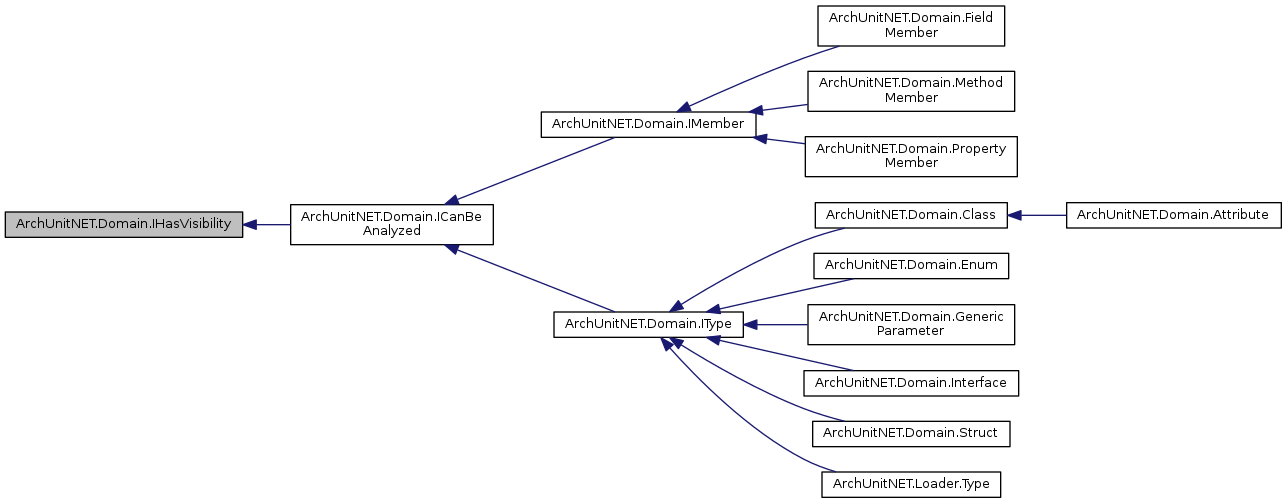 ArchUnitNET.Domain.Field
Member
ArchUnitNET.Domain.Method
Member
ArchUnitNET.Domain.IMember
ArchUnitNET.Domain.Property
Member
ArchUnitNET.Domain.IHasVisibility
ArchUnitNET.Domain.ICanBe
Analyzed
ArchUnitNET.Domain.Class
ArchUnitNET.Domain.Attribute
ArchUnitNET.Domain.Enum
ArchUnitNET.Domain.IType
ArchUnitNET.Domain.Generic
Parameter
ArchUnitNET.Domain.Interface
ArchUnitNET.Domain.Struct
ArchUnitNET.Loader.Type